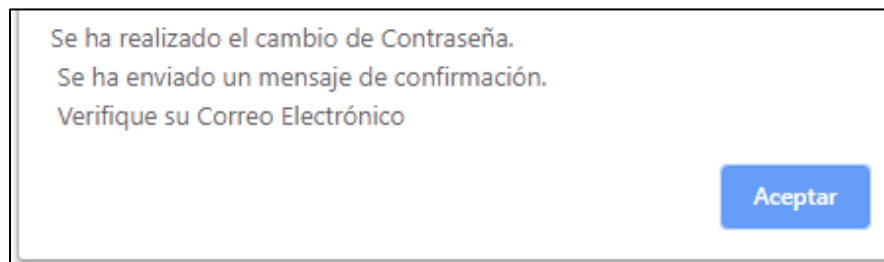 Se ha realizado el cambio de Contraseña.
Se ha enviado un mensaje de confirmación.
Verifique su Correo Electrónico
Aceptar